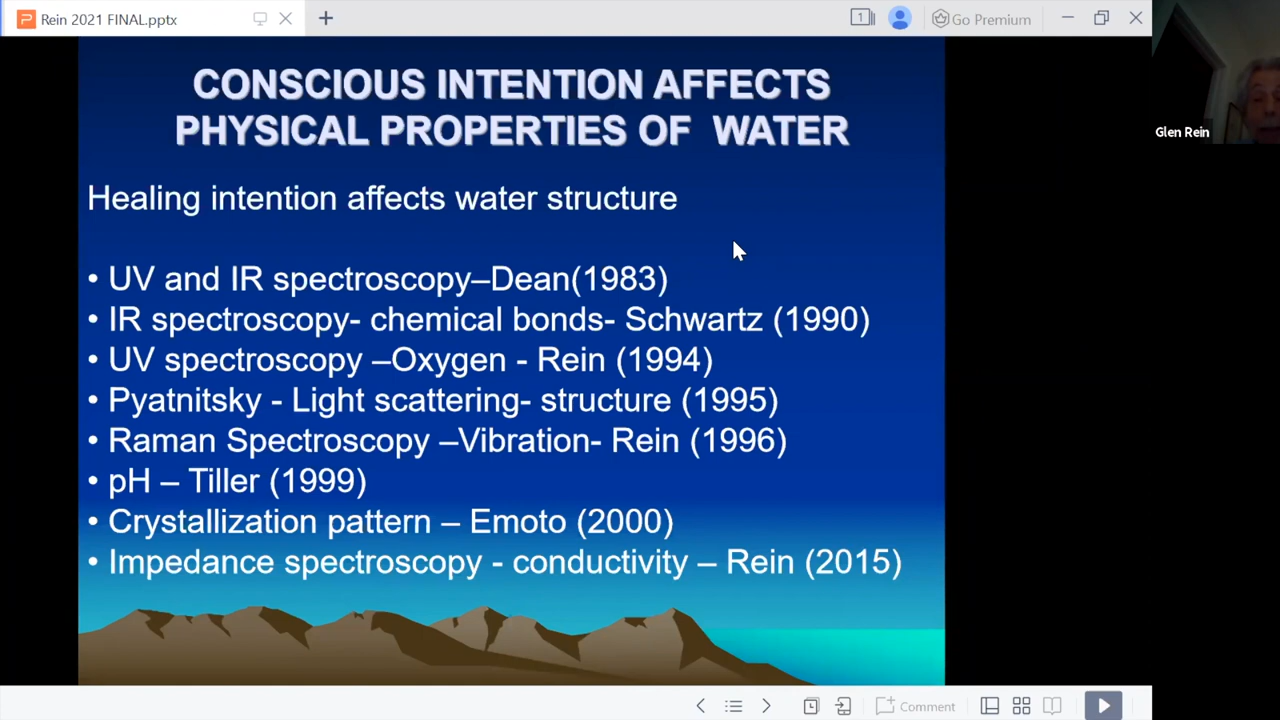 Rein 2021 FINAL.pptx
1
Go Premium
CONSCIOUS INTENTION AFFECTS
PHYSICAL PROPERTIES OF WATER
Glen Rein
Healing intention affects water structure
• UV and IR spectroscopy–Dean(1983)
• IR spectroscopy- chemical bonds- Schwartz (1990)
• UV spectroscopy –Oxygen - Rein (1994)
• Pyatnitsky - Light scattering- structure (1995)
• Raman Spectroscopy –Vibration- Rein (1996)
• pH – Tiller (1999)
• Crystallization pattern – Emoto (2000)
• Impedance spectroscopy - conductivity – Rein (2015)
Comment